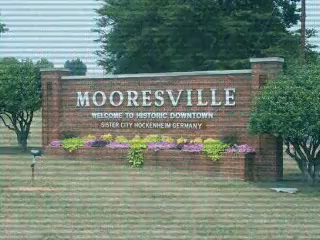 MOORESVILLE
WELCOME TO HISTORIC DOWNTOWN
SISTER CITY HOCKENHEIM GERMANY